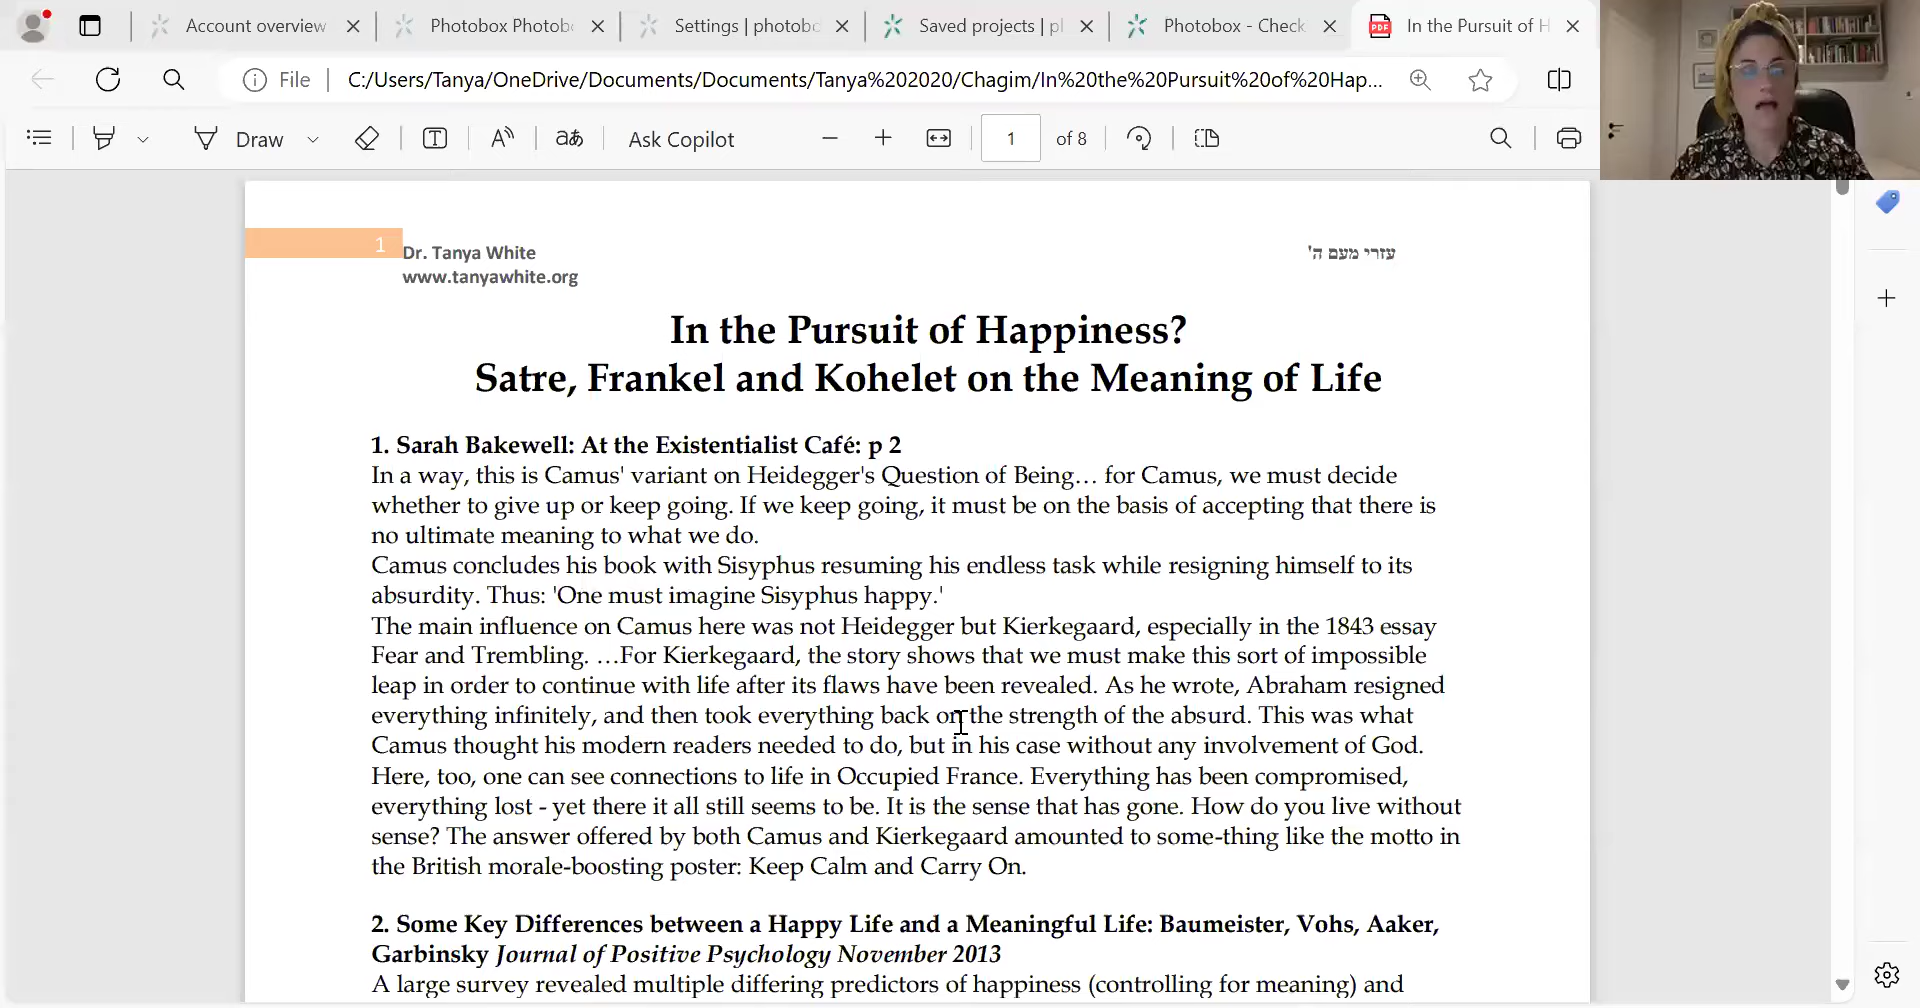 Account overview
Photobox Photobo
Settings | photobo
Saved projects | pl
Photobox - Check
In the Pursuit of H
File
C:/Users/Tanya/OneDrive/Documents/Documents/Tanya%202020/Chagim/In%20the%20Pursuit%20of%20Hap...
Draw
aあ
Ask Copilot
1
of 8
1
Dr. Tanya White
www.tanyawhite.org
עזרי מעם ה'
In the Pursuit of Happiness?
Satre, Frankel and Kohelet on the Meaning of Life
1. Sarah Bakewell: At the Existentialist Café: p 2
In a way, this is Camus' variant on Heidegger's Question of Being… for Camus, we must decide
whether to give up or keep going. If we keep going, it must be on the basis of accepting that there is
no ultimate meaning to what we do.
Camus concludes his book with Sisyphus resuming his endless task while resigning himself to its
absurdity. Thus: 'One must imagine Sisyphus happy.'
The main influence on Camus here was not Heidegger but Kierkegaard, especially in the 1843 essay
Fear and Trembling. …For Kierkegaard, the story shows that we must make this sort of impossible
leap in order to continue with life after its flaws have been revealed. As he wrote, Abraham resigned
everything infinitely, and then took everything back on the strength of the absurd. This was what
Camus thought his modern readers needed to do, but in his case without any involvement of God.
Here, too, one can see connections to life in Occupied France. Everything has been compromised,
everything lost - yet there it all still seems to be. It is the sense that has gone. How do you live without
sense? The answer offered by both Camus and Kierkegaard amounted to some-thing like the motto in
the British morale-boosting poster: Keep Calm and Carry On.
2. Some Key Differences between a Happy Life and a Meaningful Life: Baumeister, Vohs, Aaker,
Garbinsky Journal of Positive Psychology November 2013
A large survey revealed multiple differing predictors of happiness (controlling for meaning) and